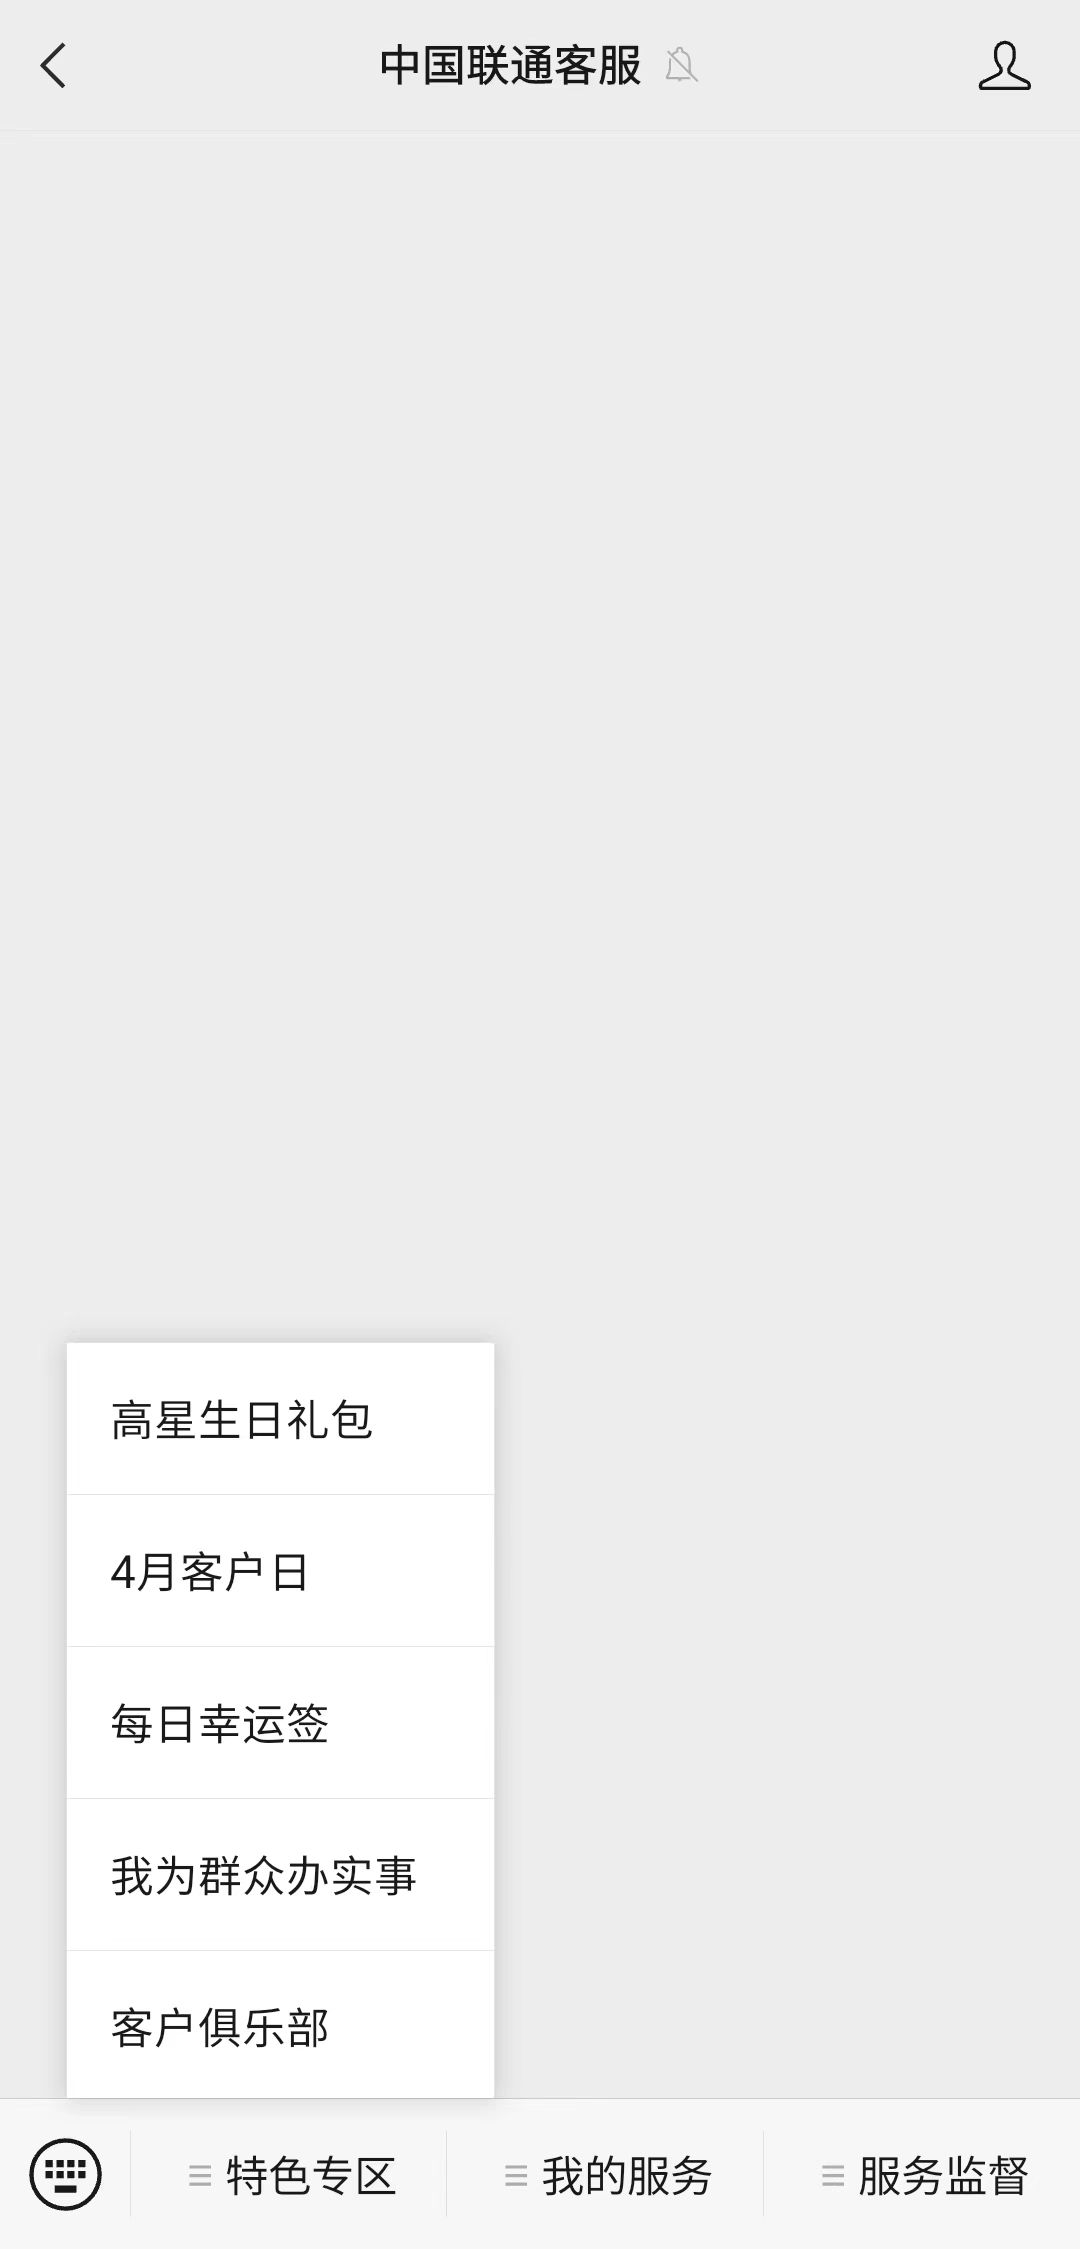 中国联通客服
高星生日礼包
4月客户日
每日幸运签
我为群众办实事
客户俱乐部
特色专区
我的服务
服务监督